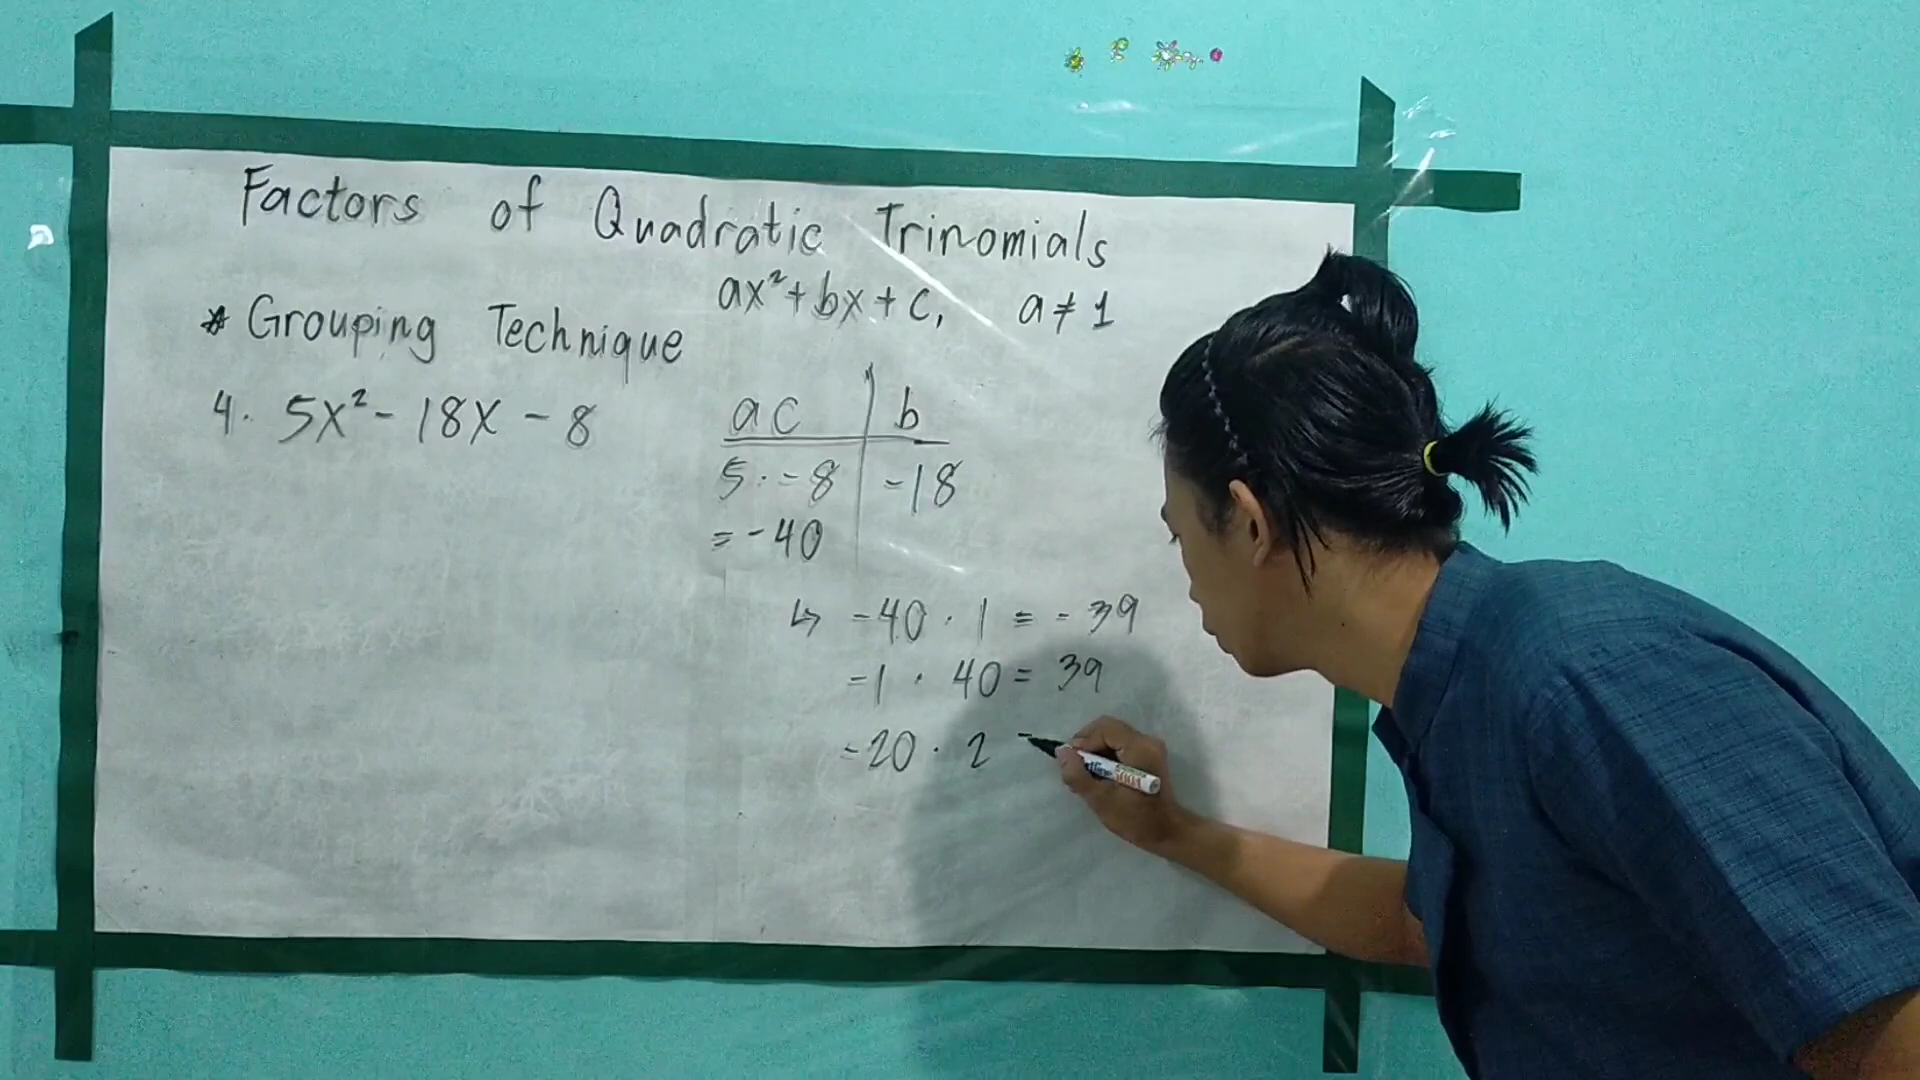 Factors of Quadratic Trinomials
ax²+bx+c, a≠1
* Grouping Technique
4. 5x²-18x-8
ac b
5·-8 -18
=-40
↳ -40·1=-39
-1·40=39
-20·2